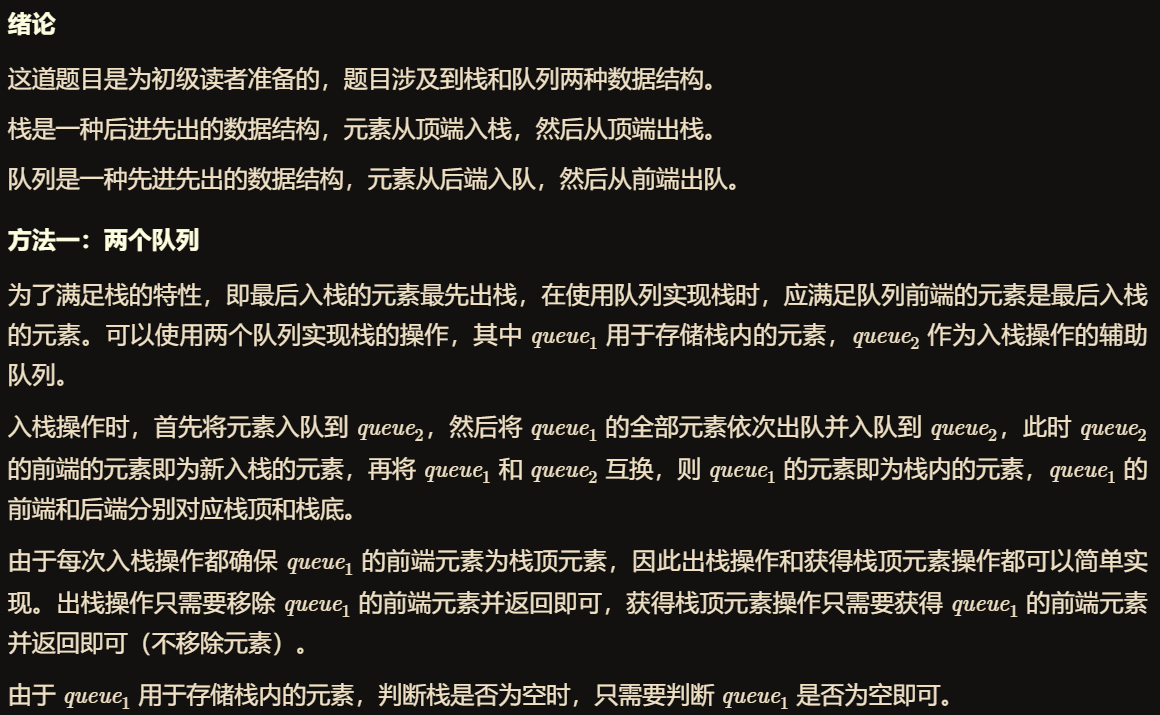 绪论
这道题目是为初级读者准备的，题目涉及到栈和队列两种数据结构。
栈是一种后进先出的数据结构，元素从顶端入栈，然后从顶端出栈。
队列是一种先进先出的数据结构，元素从后端入队，然后从前端出队。
方法一：两个队列
为了满足栈的特性，即最后入栈的元素最先出栈，在使用队列实现栈时，应满足队列前端的元素是最后入栈
的元素。可以使用两个队列实现栈的操作，其中 queue₁ 用于存储栈内的元素，queue₂ 作为入栈操作的辅助
队列。
入栈操作时，首先将元素入队到 queue₂，然后将 queue₁ 的全部元素依次出队并入队到 queue₂，此时 queue₂
的前端的元素即为新入栈的元素，再将 queue₁ 和 queue₂ 互换，则 queue₁ 的元素即为栈内的元素，queue₁ 的
前端和后端分别对应栈顶和栈底。
由于每次入栈操作都确保 queue₁ 的前端元素为栈顶元素，因此出栈操作和获得栈顶元素操作都可以简单实
现。出栈操作只需要移除 queue₁ 的前端元素并返回即可，获得栈顶元素操作只需要获得 queue₁ 的前端元素
并返回即可（不移除元素）。
由于 queue₁ 用于存储栈内的元素，判断栈是否为空时，只需要判断 queue₁ 是否为空即可。